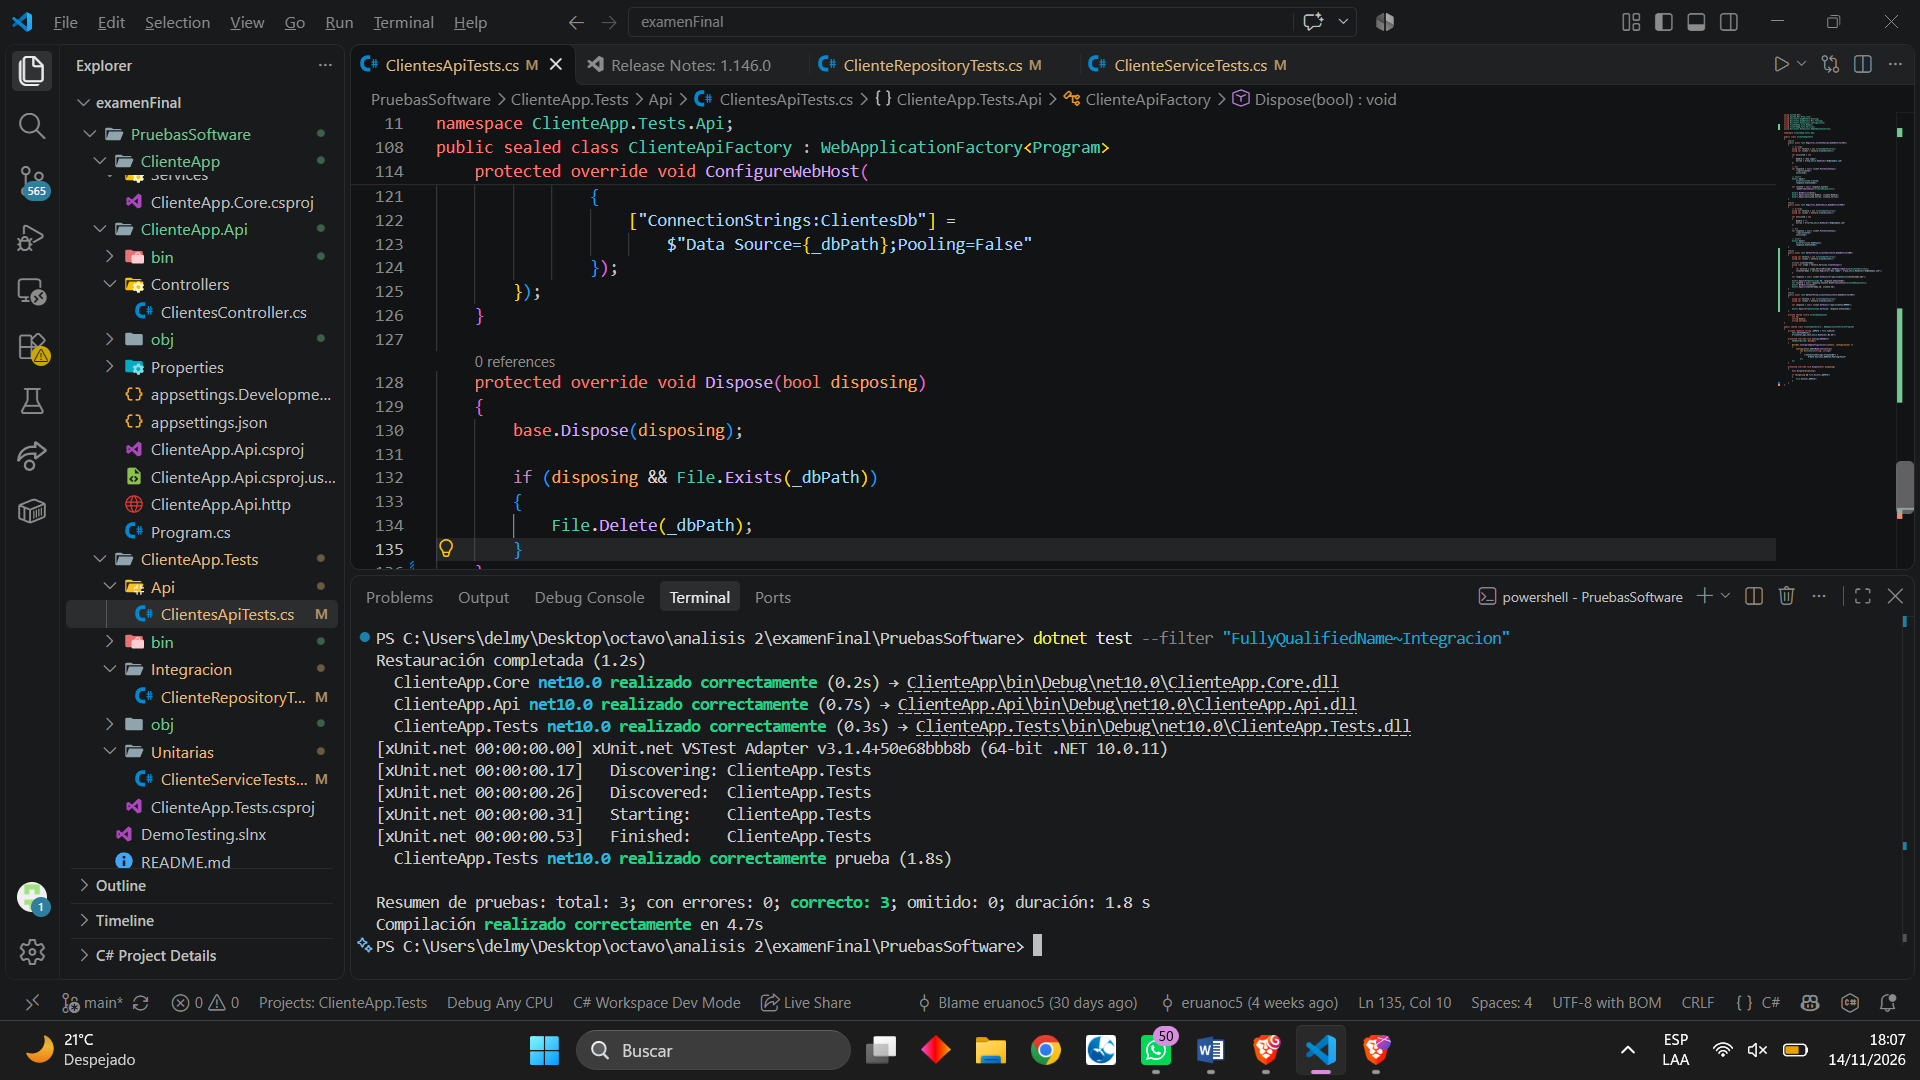 File Edit Selection View Go Run Terminal Help
examenFinal
Explorer
examenFinal
PruebasSoftware
ClienteApp
Services
ClienteApp.Core.csproj
ClienteApp.Api
bin
Controllers
ClientesController.cs
obj
Properties
appsettings.Developme...
appsettings.json
ClienteApp.Api.csproj
ClienteApp.Api.csproj.us...
ClienteApp.Api.http
Program.cs
ClienteApp.Tests
Api
ClientesApiTests.cs M
bin
Integracion
ClienteRepositoryT... M
obj
Unitarias
ClienteServiceTests... M
ClienteApp.Tests.csproj
DemoTesting.slnx
README.md
Outline
Timeline
C# Project Details
565
1
ClientesApiTests.cs M
Release Notes: 1.146.0
ClienteRepositoryTests.cs M
ClienteServiceTests.cs M
PruebasSoftware > ClienteApp.Tests > Api > ClientesApiTests.cs > {} ClienteApp.Tests.Api > ClienteApiFactory > Dispose(bool) : void
11 namespace ClienteApp.Tests.Api;
108 public sealed class ClienteApiFactory : WebApplicationFactory<Program>
114 protected override void ConfigureWebHost(
121 {
122 ["ConnectionStrings:ClientesDb"] =
123 $"Data Source={_dbPath};Pooling=False"
124 });
125 });
126 }
127
0 references
128 protected override void Dispose(bool disposing)
129 {
130 base.Dispose(disposing);
131
132 if (disposing && File.Exists(_dbPath))
133 {
134 File.Delete(_dbPath);
135 }
Problems Output Debug Console Terminal Ports
powershell - PruebasSoftware
PS C:\Users\delmy\Desktop\octavo\analisis 2\examenFinal\PruebasSoftware> dotnet test --filter "FullyQualifiedName~Integracion"
Restauración completada (1.2s)
ClienteApp.Core net10.0 realizado correctamente (0.2s) → ClienteApp\bin\Debug\net10.0\ClienteApp.Core.dll
ClienteApp.Api net10.0 realizado correctamente (0.7s) → ClienteApp.Api\bin\Debug\net10.0\ClienteApp.Api.dll
ClienteApp.Tests net10.0 realizado correctamente (0.3s) → ClienteApp.Tests\bin\Debug\net10.0\ClienteApp.Tests.dll
[xUnit.net 00:00:00.00] xUnit.net VSTest Adapter v3.1.4+50e68bbb8b (64-bit .NET 10.0.11)
[xUnit.net 00:00:00.17] Discovering: ClienteApp.Tests
[xUnit.net 00:00:00.26] Discovered: ClienteApp.Tests
[xUnit.net 00:00:00.31] Starting: ClienteApp.Tests
[xUnit.net 00:00:00.53] Finished: ClienteApp.Tests
ClienteApp.Tests net10.0 realizado correctamente prueba (1.8s)
Resumen de pruebas: total: 3; con errores: 0; correcto: 3; omitido: 0; duración: 1.8 s
Compilación realizado correctamente en 4.7s
PS C:\Users\delmy\Desktop\octavo\analisis 2\examenFinal\PruebasSoftware>
main* 0 0 Projects: ClienteApp.Tests Debug Any CPU C# Workspace Dev Mode Live Share Blame eruanoc5 (30 days ago) eruanoc5 (4 weeks ago) Ln 135, Col 10 Spaces: 4 UTF-8 with BOM CRLF {} C#
21°C
Despejado
Buscar
50
ESP
LAA
18:07
14/11/2026